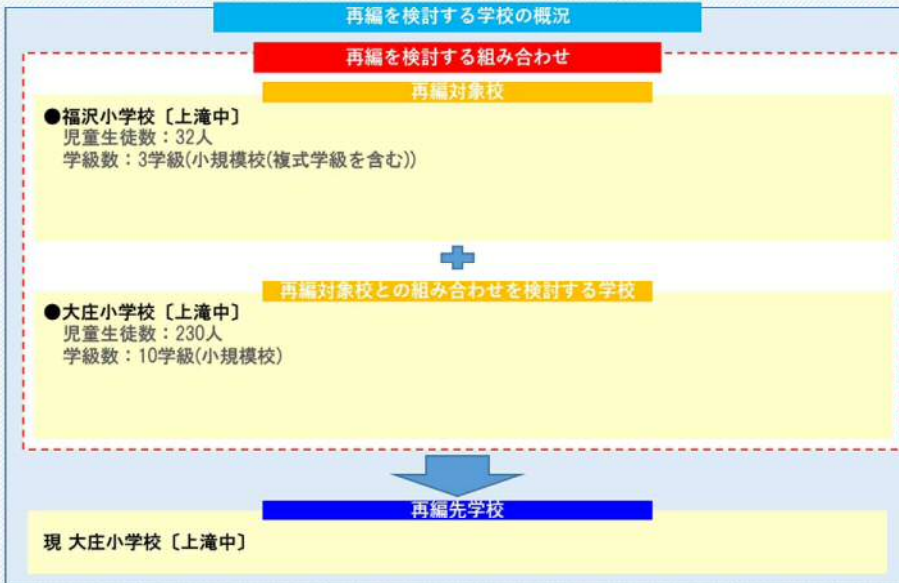 再編を検討する学校の概況
再編を検討する組み合わせ
再編対象校
●福沢小学校〔上滝中〕
児童生徒数：32人
学級数：3学級(小規模校(複式学級を含む))
再編対象校との組み合わせを検討する学校
●大庄小学校〔上滝中〕
児童生徒数：230人
学級数：10学級(小規模校)
再編先学校
現 大庄小学校〔上滝中〕